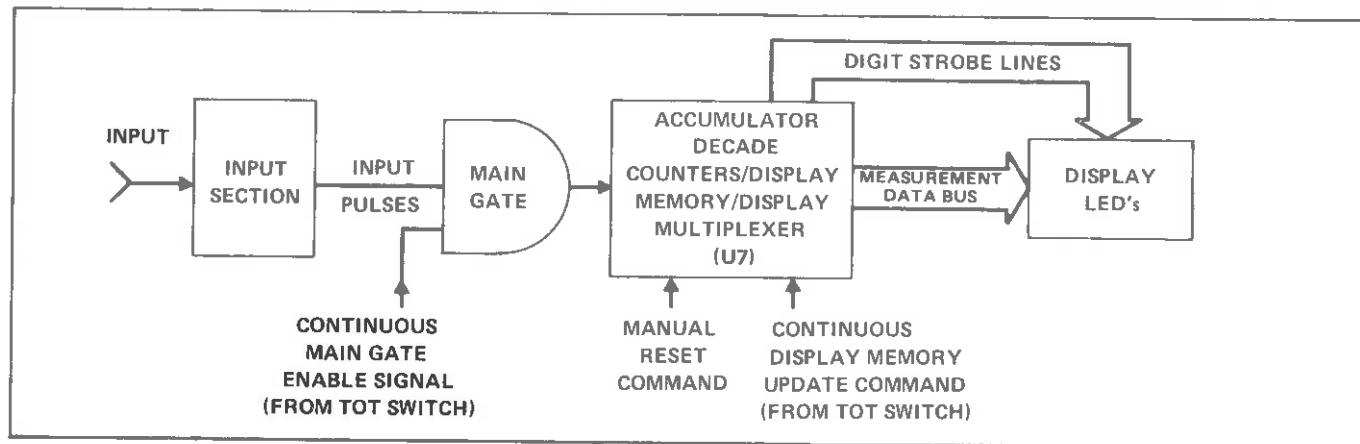 DIGIT STROBE LINES
INPUT
INPUT
SECTION
INPUT
PULSES
MAIN
GATE
ACCUMULATOR
DECADE
COUNTERS/DISPLAY
MEMORY/DISPLAY
MULTIPLEXER
(U7)
MEASUREMENT
DATA BUS
DISPLAY
LED's
CONTINUOUS
MAIN GATE
ENABLE SIGNAL
(FROM TOT SWITCH)
MANUAL
RESET
COMMAND
CONTINUOUS
DISPLAY MEMORY
UPDATE COMMAND
(FROM TOT SWITCH)